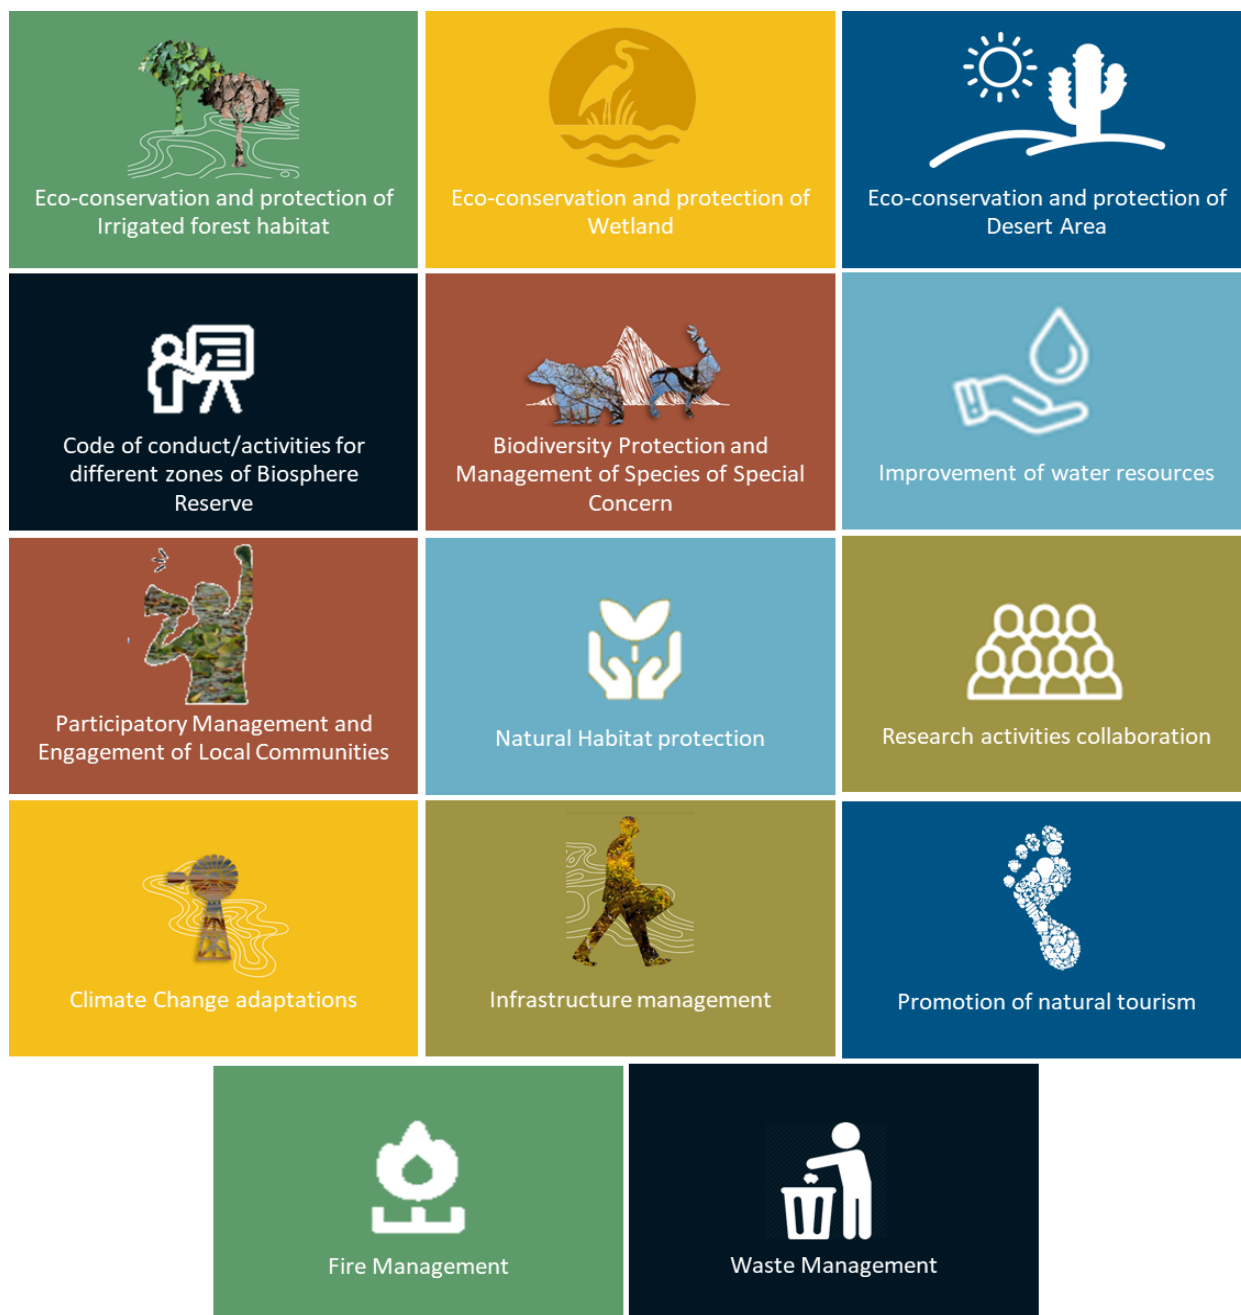 Eco-conservation and protection of
Irrigated forest habitat
Eco-conservation and protection of
Wetland
Eco-conservation and protection of
Desert Area
Code of conduct/activities for
different zones of Biosphere
Reserve
Biodiversity Protection and
Management of Species of Special
Concern
Improvement of water resources
Participatory Management and
Engagement of Local Communities
Natural Habitat protection
Research activities collaboration
Climate Change adaptations
Infrastructure management
Promotion of natural tourism
Fire Management
Waste Management